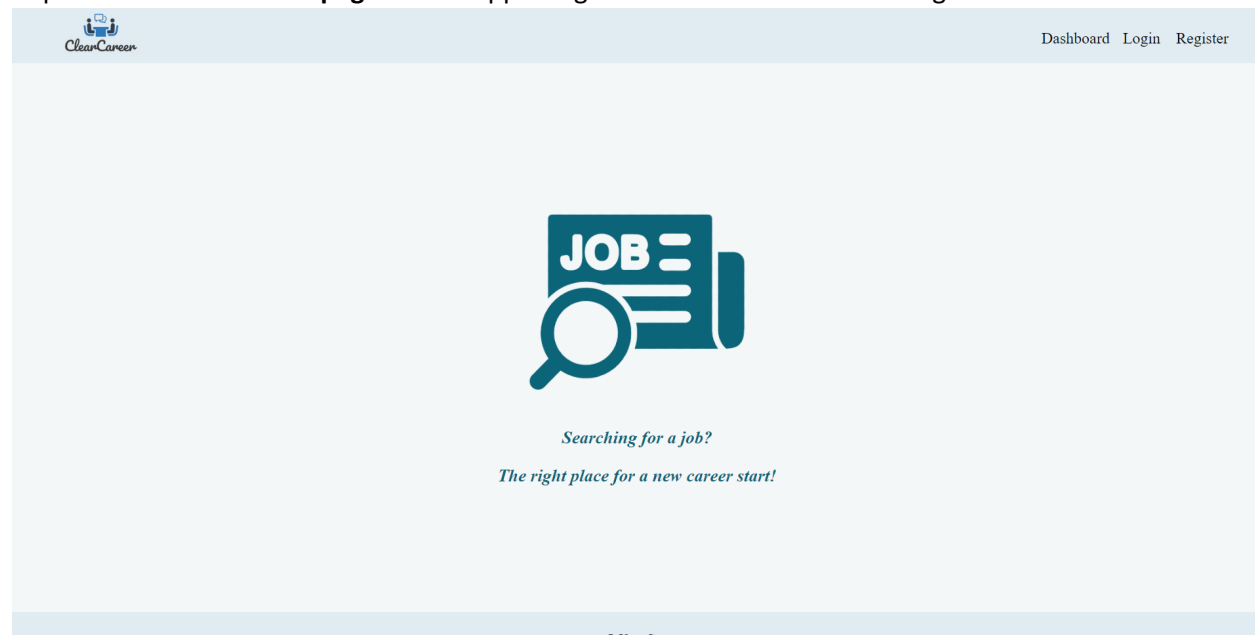 ClearCareer
Dashboard Login Register
JOB
Searching for a job?
The right place for a new career start!